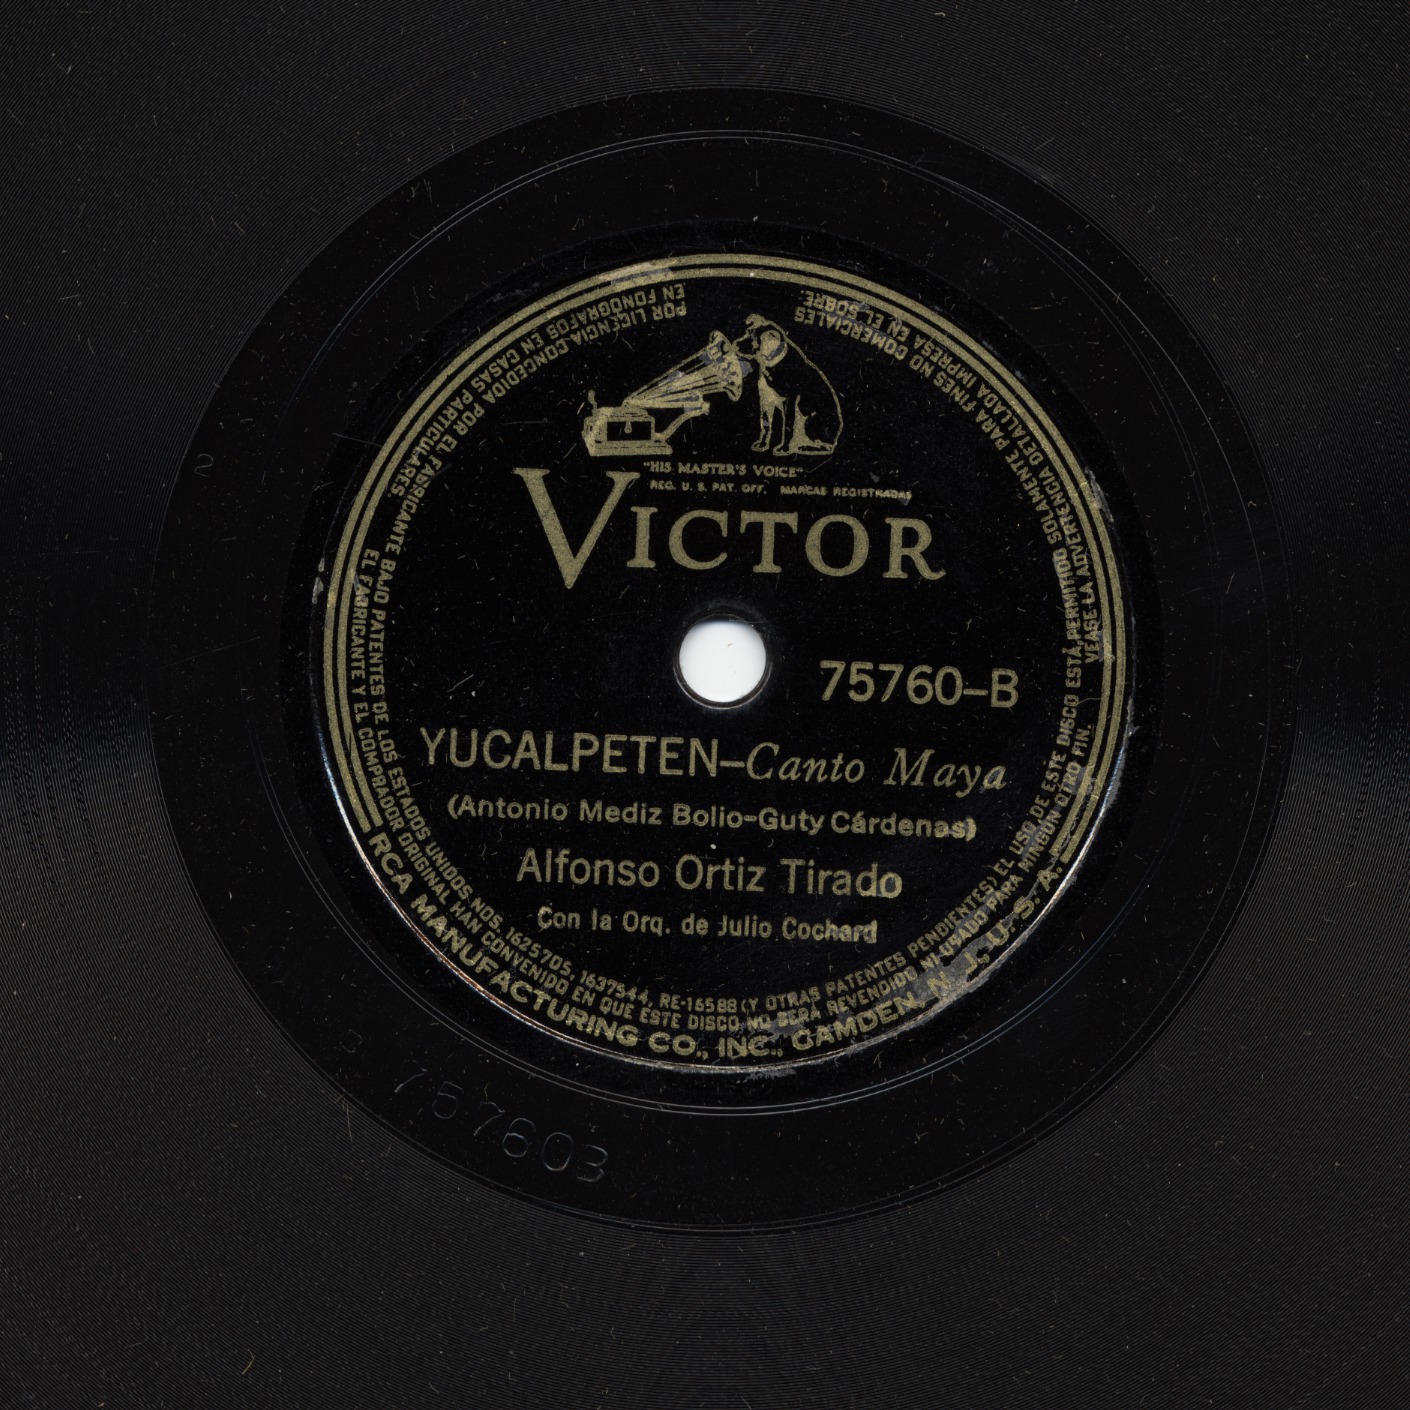 "HIS MASTER'S VOICE"
REG. U. S. PAT. OFF. MARCAS REGISTRADAS
VICTOR
75760-B
YUCALPETEN-Canto Maya
(Antonio Mediz Bolio-Guty Cárdenas)
Alfonso Ortiz Tirado
Con la Orq. de Julio Cochard
POR LICENCIA CONCEDIDA POR EL FABRICANTE BAJO PATENTES DE LOS ESTADOS UNIDOS NOS. 1625705, 1637544, RE-16588 (Y OTRAS PATENTES PENDIENTES) EL USO DE ESTE DISCO ESTÁ PERMITIDO SOLAMENTE PARA FINES NO COMERCIALES
EN FONOGRAFOS EN CASAS PARTICULARES.
EL FABRICANTE Y EL COMPRADOR ORIGINAL HAN CONVENIDO EN QUE ESTE DISCO NO SERÁ REVENDIDO NI USADO PARA NINGUN OTRO FIN.
VEASE LA ADVERTENCIA DETALLADA IMPRESA EN EL SOBRE.
RCA MANUFACTURING CO., INC., CAMDEN, N. J., U. S. A.
2
757603